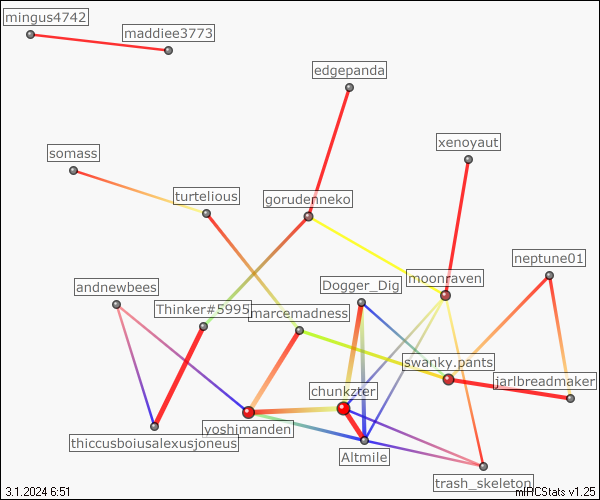 mingus4742
maddiee3773
edgepanda
xenoyaut
somass
turtelious
gorudenneko
neptune01
moonraven
andnewbees
Dogger_Dig
Thinker#5995
marcemadness
swanky.pants
jarlbreadmaker
chunkzter
yoshimanden
thiccusboiusalexusjoneus
Altmile
trash_skeleton
3.1.2024 6:51
mIRCStats v1.25